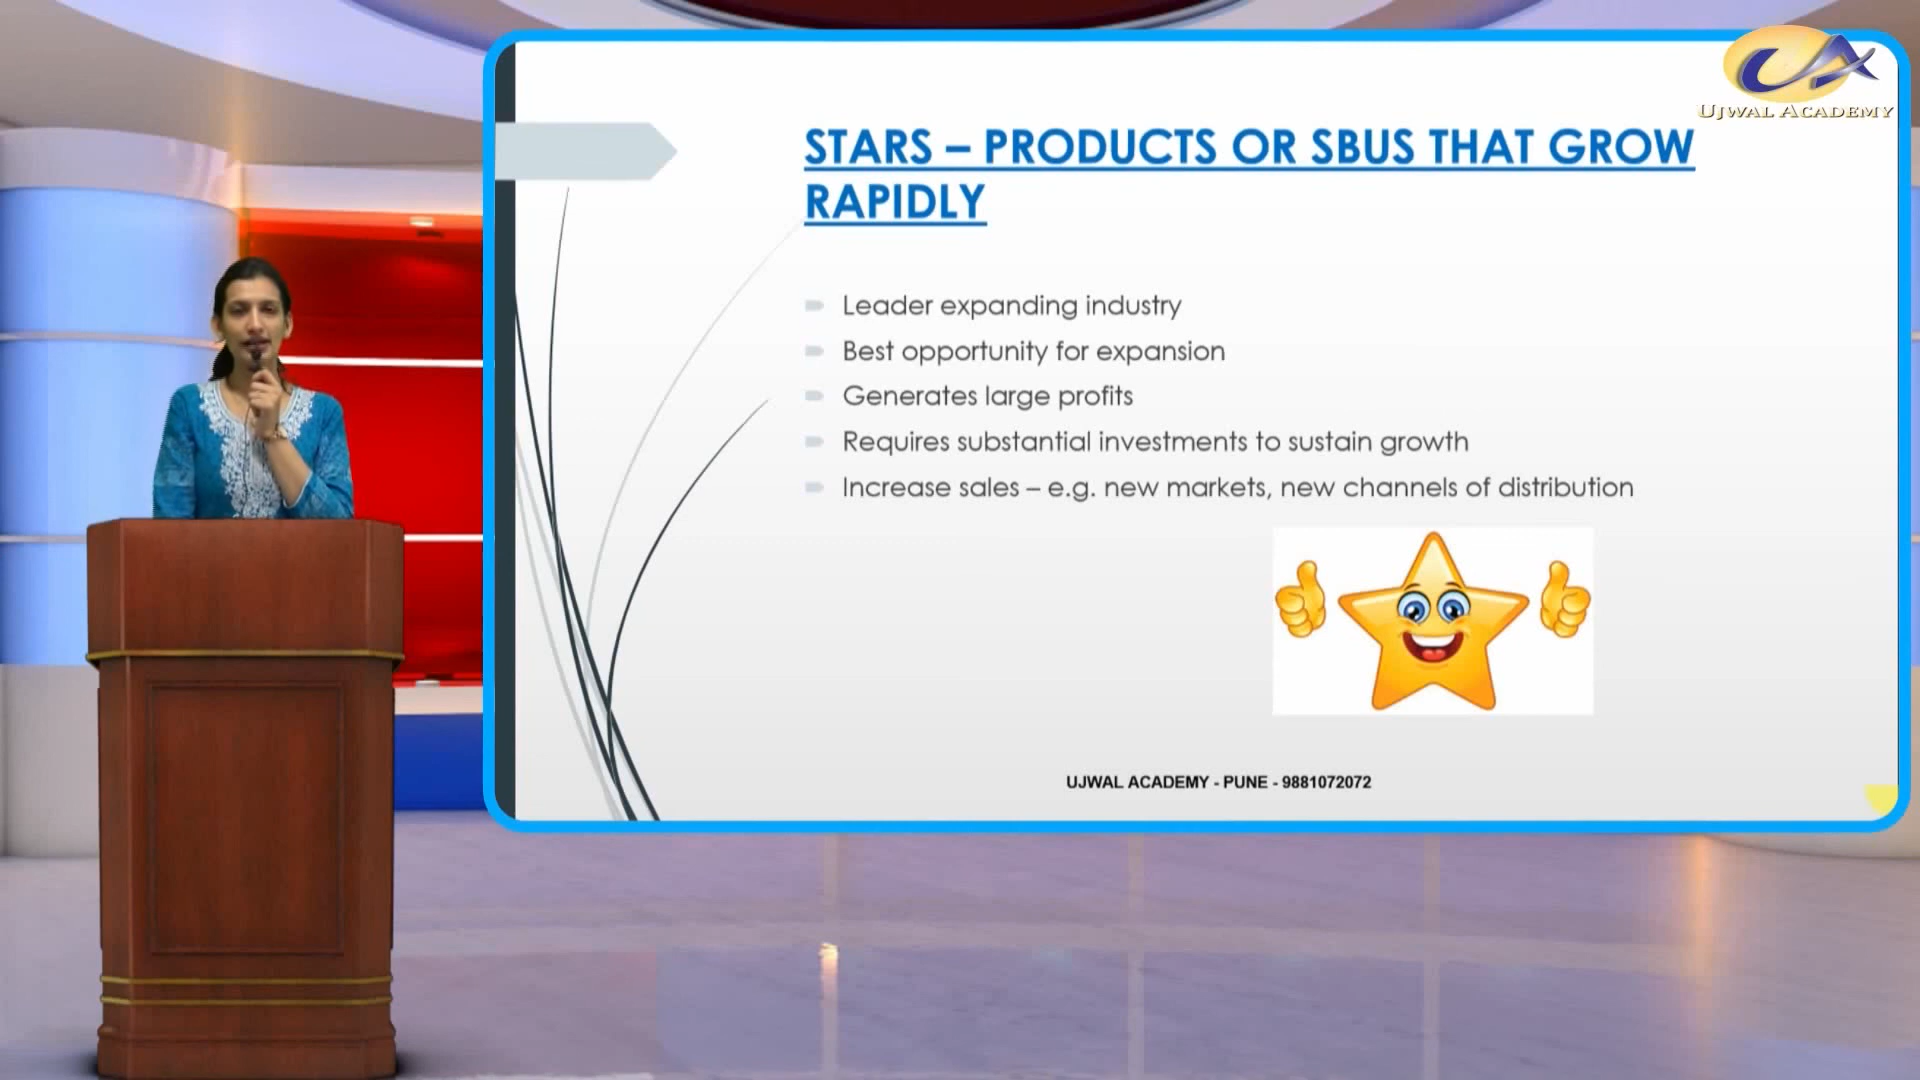 UJWAL ACADEMY
STARS – PRODUCTS OR SBUS THAT GROW
RAPIDLY
Leader expanding industry
Best opportunity for expansion
Generates large profits
Requires substantial investments to sustain growth
Increase sales – e.g. new markets, new channels of distribution
UJWAL ACADEMY - PUNE - 9881072072